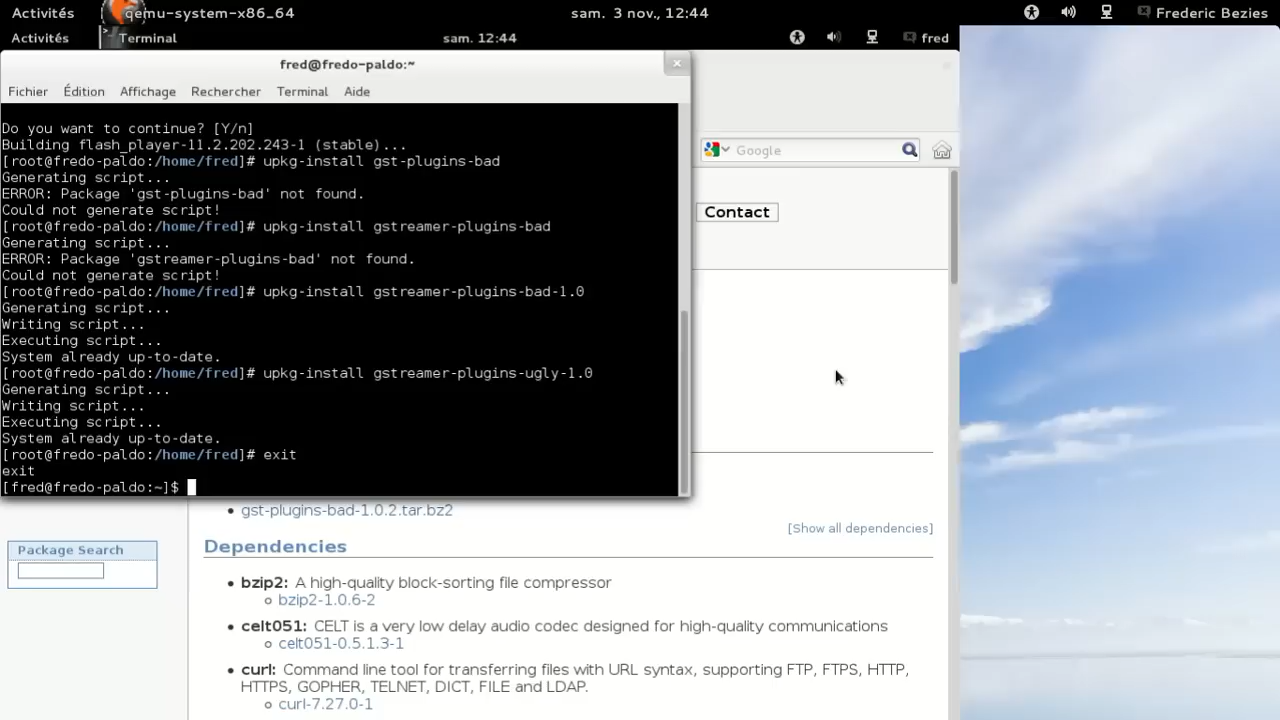 Activités qemu-system-x86_64 sam. 3 nov., 12:44 Frederic Bezies
Activités Terminal sam. 12:44 fred
fred@fredo-paldo:~ ×
Fichier Édition Affichage Rechercher Terminal Aide
Do you want to continue? [Y/n]
Building flash_player-11.2.202.243-1 (stable)...
[root@fredo-paldo:/home/fred]# upkg-install gst-plugins-bad
Generating script...
ERROR: Package 'gst-plugins-bad' not found.
Could not generate script!
[root@fredo-paldo:/home/fred]# upkg-install gstreamer-plugins-bad
Generating script...
ERROR: Package 'gstreamer-plugins-bad' not found.
Could not generate script!
[root@fredo-paldo:/home/fred]# upkg-install gstreamer-plugins-bad-1.0
Generating script...
Writing script...
Executing script...
System already up-to-date.
[root@fredo-paldo:/home/fred]# upkg-install gstreamer-plugins-ugly-1.0
Generating script...
Writing script...
Executing script...
System already up-to-date.
[root@fredo-paldo:/home/fred]# exit
exit
[fred@fredo-paldo:~]$
Google
Contact
gst-plugins-bad-1.0.2.tar.bz2
[Show all dependencies]
Package Search
Dependencies
bzip2: A high-quality block-sorting file compressor
bzip2-1.0.6-2
celt051: CELT is a very low delay audio codec designed for high-quality communications
celt051-0.5.1.3-1
curl: Command line tool for transferring files with URL syntax, supporting FTP, FTPS, HTTP,
HTTPS, GOPHER, TELNET, DICT, FILE and LDAP.
curl-7.27.0-1